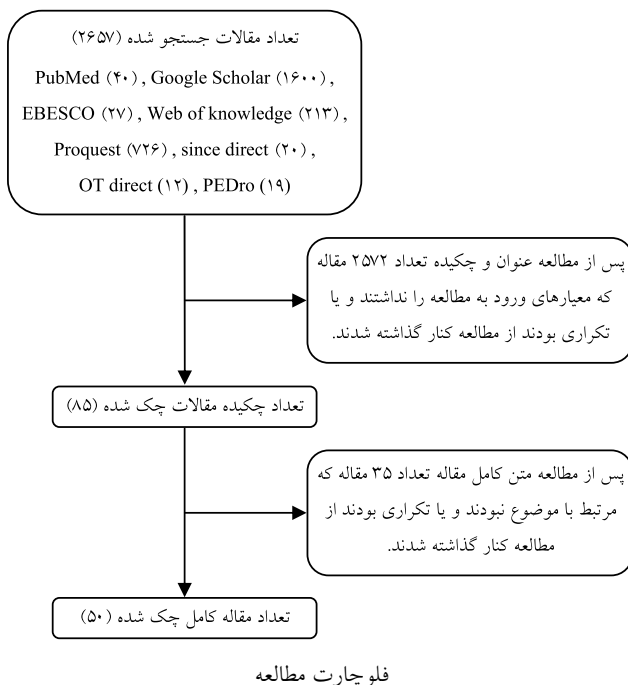 تعداد مقالات جستجو شده (۲۶۵۷)
PubMed (۴۰) , Google Scholar (۱۶۰۰) ,
EBESCO (۲۷) , Web of knowledge (۲۱۳) ,
Proquest (۷۲۶) , since direct (۲۰) ,
OT direct (۱۲) , PEDro (۱۹)
پس از مطالعه عنوان و چکیده تعداد ۲۵۷۲ مقاله
که معیارهای ورود به مطالعه را نداشتند و یا
تکراری بودند از مطالعه کنار گذاشته شدند.
تعداد چکیده مقالات چک شده (۸۵)
پس از مطالعه متن کامل مقاله تعداد ۳۵ مقاله که
مرتبط با موضوع نبودند و یا تکراری بودند از
مطالعه کنار گذاشته شدند.
تعداد مقاله کامل چک شده (۵۰)
فلوچارت مطالعه